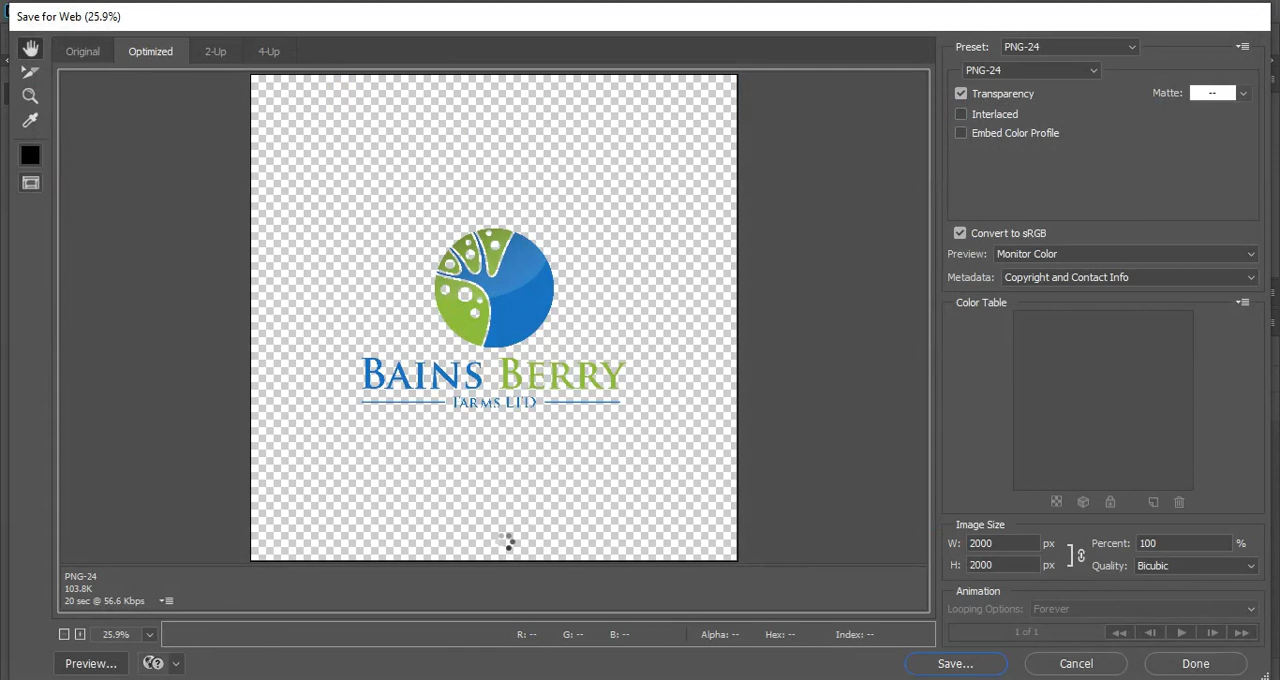 Save for Web (25.9%)
Original
Optimized
2-Up
4-Up
BAINS BERRY
FARMS LTD
PNG-24
103.8K
20 sec @ 56.6 Kbps
25.9%
R: --
G: --
B: --
Alpha: --
Hex: --
Index: --
Preview...
Preset: PNG-24
PNG-24
Transparency
Matte: --
Interlaced
Embed Color Profile
Convert to sRGB
Preview: Monitor Color
Metadata: Copyright and Contact Info
Color Table
Image Size
W: 2000 px
Percent: 100 %
H: 2000 px
Quality: Bicubic
Animation
Looping Options: Forever
1 of 1
Save...
Cancel
Done